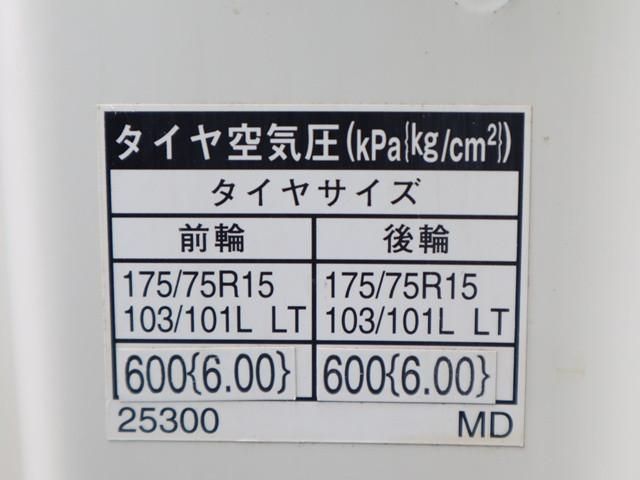 タイヤ空気圧(kPa{kg/cm²})
タイヤサイズ
前輪 後輪
175/75R15 175/75R15
103/101L LT 103/101L LT
600{6.00} 600{6.00}
25300 MD